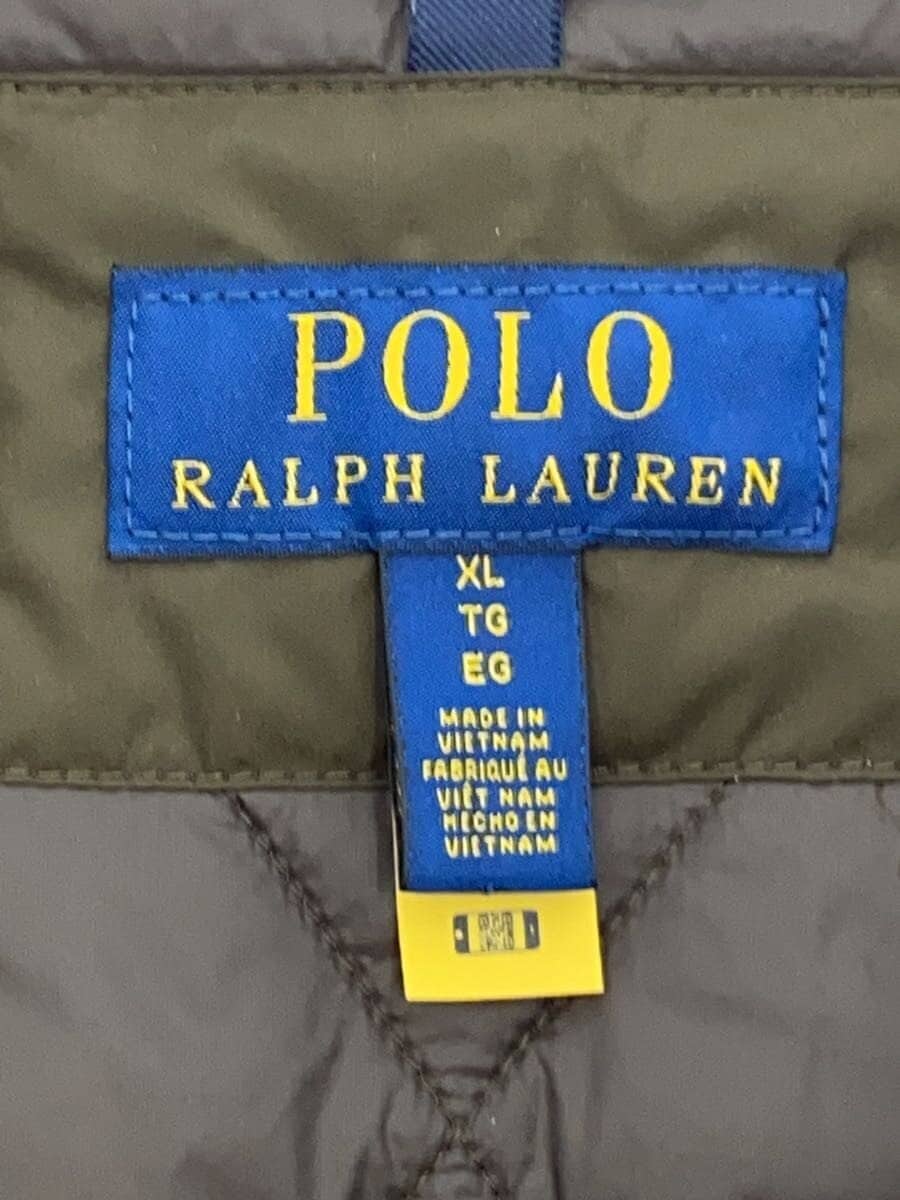 POLO
RALPH LAUREN
XL
TG
EG
MADE IN
VIETNAM
FABRIQUÉ AU
VIÊT NAM
HECHO EN
VIETNAM